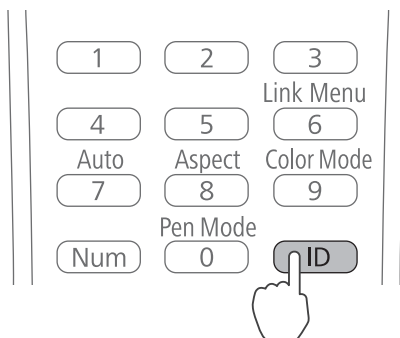 1 2 3
Link Menu
4 5 6
Auto Aspect Color Mode
7 8 9
Pen Mode
Num 0 ID